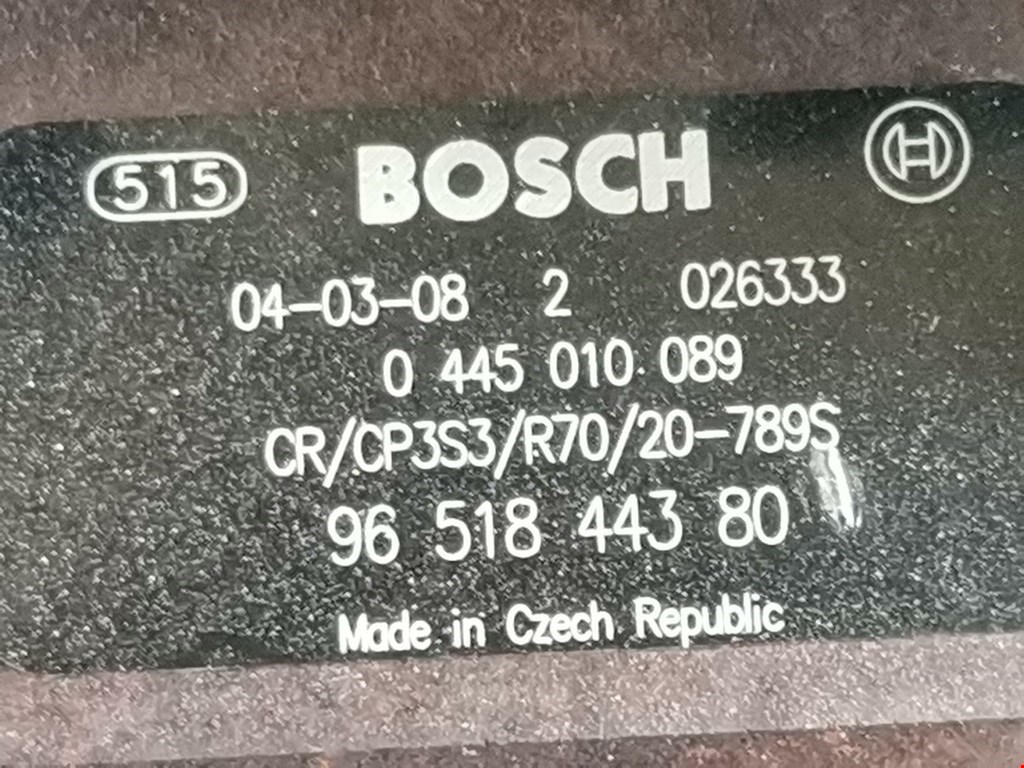 515 BOSCH
04-03-08 2 026333
0 445 010 089
CR/CP3S3/R70/20-789S
96 518 443 80
Made in Czech Republic